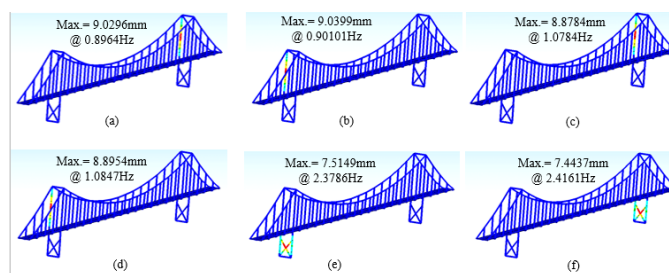 Max.= 9.0296mm
@ 0.8964Hz
(a)
Max.= 9.0399mm
@ 0.90101Hz
(b)
Max.= 8.8784mm
@ 1.0784Hz
(c)
Max.= 8.8954mm
@ 1.0847Hz
(d)
Max.= 7.5149mm
@ 2.3786Hz
(e)
Max.= 7.4437mm
@ 2.4161Hz
(f)